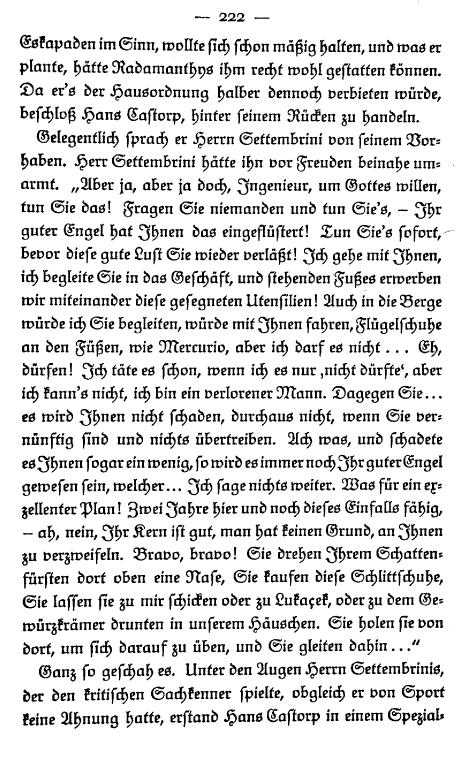 — 222 —
Eskapaden im Sinn, wollte sich schon mäßig halten, und was er
plante, hätte Radamanthys ihm recht wohl gestatten können.
Da er's der Hausordnung halber dennoch verbieten würde,
beschloß Hans Castorp, hinter seinem Rücken zu handeln.
Gelegentlich sprach er Herrn Settembrini von seinem Vor-
haben. Herr Settembrini hätte ihn vor Freuden beinahe um-
armt. „Aber ja, aber ja doch, Ingenieur, um Gottes willen,
tun Sie das! Fragen Sie niemanden und tun Sie's, – Ihr
guter Engel hat Ihnen das eingeflüstert! Tun Sie's sofort,
bevor diese gute Lust Sie wieder verläßt! Ich gehe mit Ihnen,
ich begleite Sie in das Geschäft, und stehenden Fußes erwerben
wir miteinander diese gesegneten Utensilien! Auch in die Berge
würde ich Sie begleiten, würde mit Ihnen fahren, Flügelschuhe
an den Füßen, wie Mercurio, aber ich darf es nicht ... Eh,
dürfen! Ich täte es schon, wenn ich es nur ‚nicht dürfte‘, aber
ich kann's nicht, ich bin ein verlorener Mann. Dagegen Sie ...
es wird Ihnen nicht schaden, durchaus nicht, wenn Sie ver-
nünftig sind und nichts übertreiben. Ach was, und schadete
es Ihnen sogar ein wenig, so wird es immer noch Ihr guter Engel
gewesen sein, welcher ... Ich sage nichts weiter. Was für ein ex-
zellenter Plan! Zwei Jahre hier und noch dieses Einfalls fähig,
– ah, nein, Ihr Kern ist gut, man hat keinen Grund, an Ihnen
zu verzweifeln. Bravo, bravo! Sie drehen Ihrem Schatten-
fürsten dort oben eine Nase, Sie kaufen diese Schlittschuhe,
Sie lassen sie zu mir schicken oder zu Lukaçek, oder zu dem Ge-
würzkrämer drunten in unserem Häuschen. Sie holen sie von
dort, um sich darauf zu üben, und Sie gleiten dahin ...“
Ganz so geschah es. Unter den Augen Herrn Settembrinis,
der den kritischen Sachkenner spielte, obgleich er von Sport
keine Ahnung hatte, erstand Hans Castorp in einem Spezial-